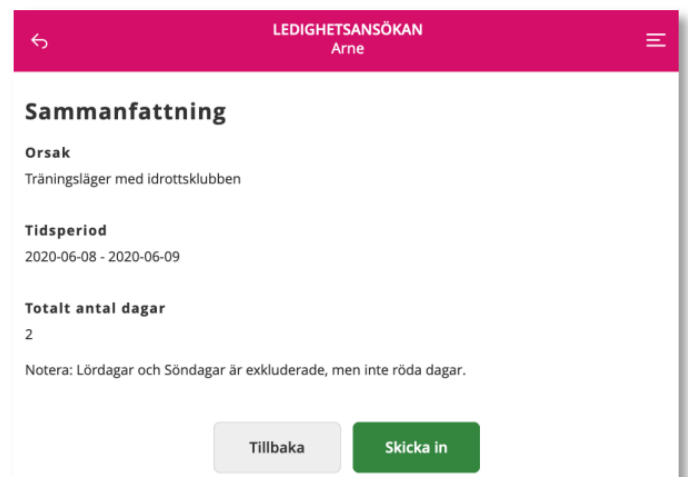 LEDIGHETSANSÖKAN
Arne
Sammanfattning
Orsak
Träningsläger med idrottsklubben
Tidsperiod
2020-06-08 - 2020-06-09
Totalt antal dagar
2
Notera: Lördagar och Söndagar är exkluderade, men inte röda dagar.
Tillbaka
Skicka in